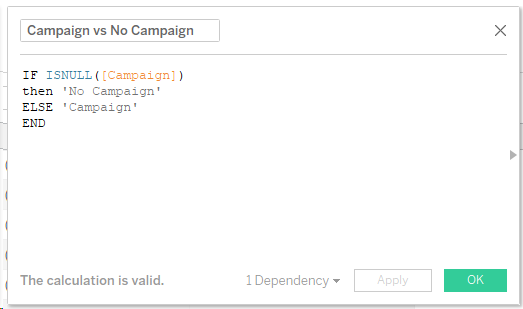 Campaign vs No Campaign
IF ISNULL([Campaign])
then 'No Campaign'
ELSE 'Campaign'
END
The calculation is valid.
1 Dependency
Apply
OK